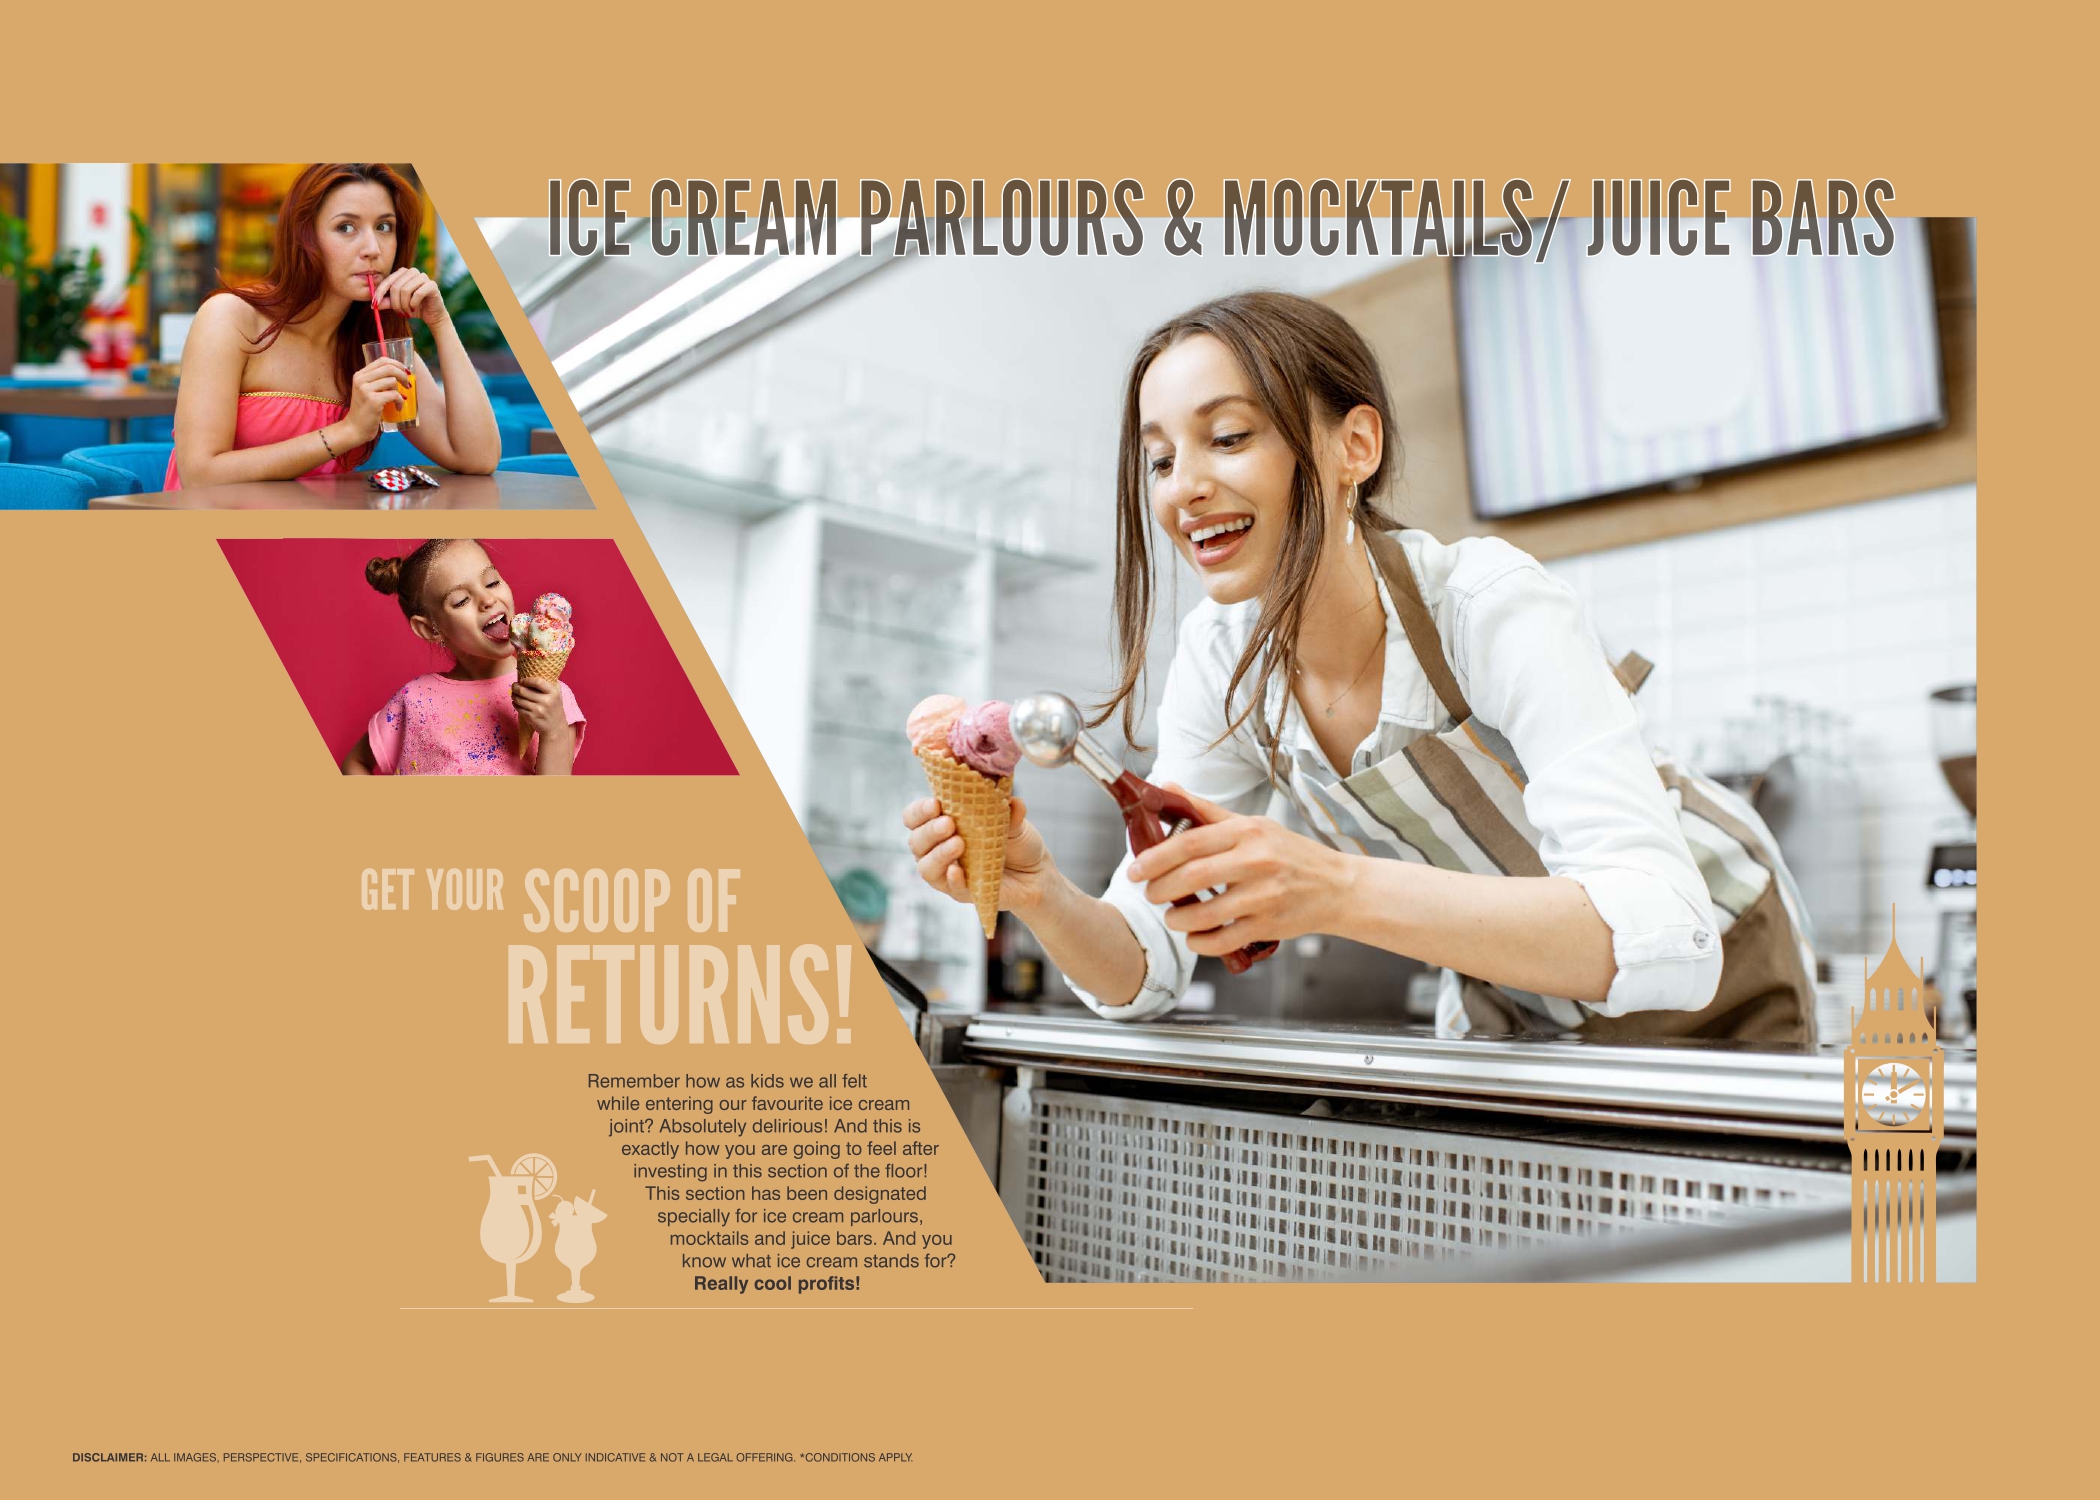 ICE CREAM PARLOURS & MOCKTAILS/ JUICE BARS
GET YOUR SCOOP OF
RETURNS!
Remember how as kids we all felt
while entering our favourite ice cream
joint? Absolutely delirious! And this is
exactly how you are going to feel after
investing in this section of the floor!
This section has been designated
specially for ice cream parlours,
mocktails and juice bars. And you
know what ice cream stands for?
Really cool profits!
DISCLAIMER: ALL IMAGES, PERSPECTIVE, SPECIFICATIONS, FEATURES & FIGURES ARE ONLY INDICATIVE & NOT A LEGAL OFFERING. *CONDITIONS APPLY.